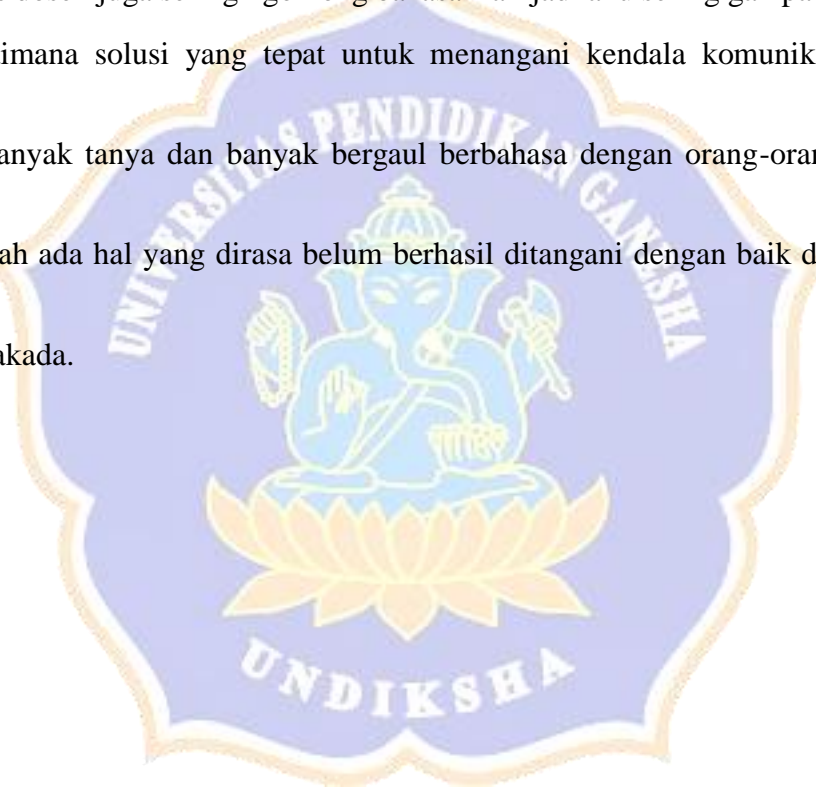 timana solusi yang tepat untuk menangani kendala komunik
UNIVERSITAS PENDIDIKAN GANESHA
anyak tanya dan banyak bergaul berbahasa dengan orang-oran
ah ada hal yang dirasa belum berhasil ditangani dengan baik d
akada.
UNDIKSHA